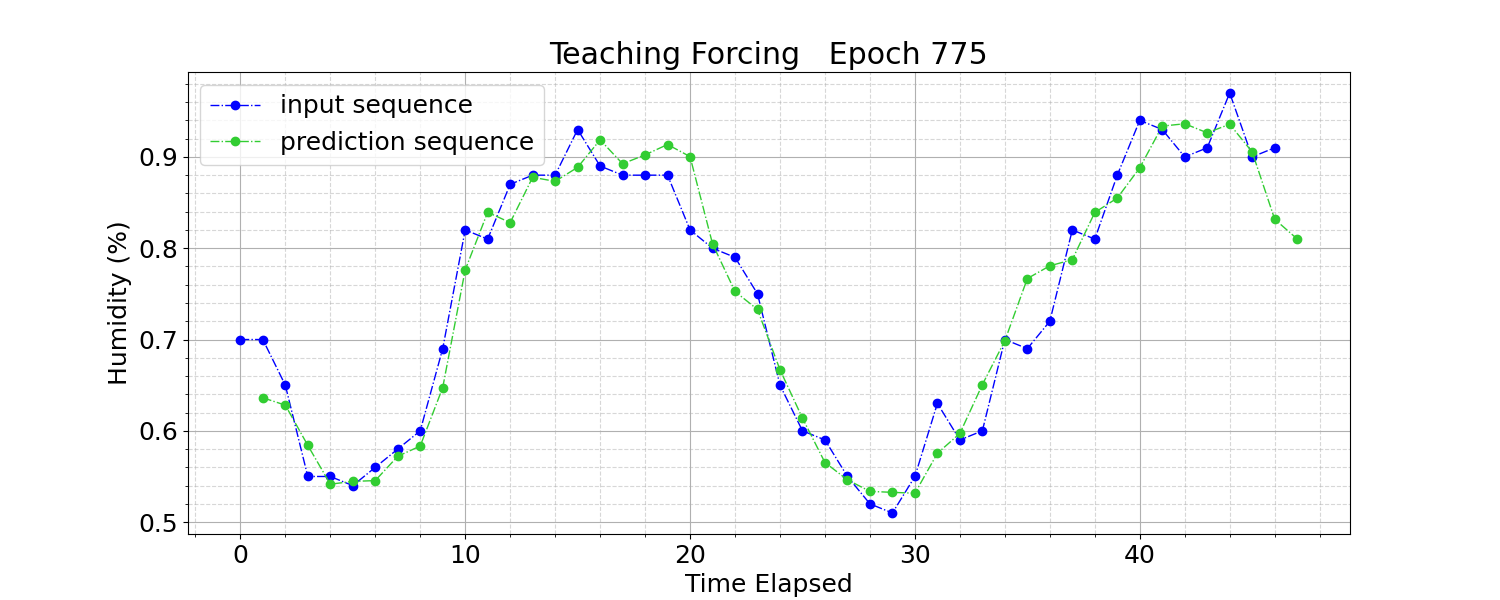 Teaching Forcing   Epoch 775
input sequence
prediction sequence
Humidity (%)
0.9
0.8
0.7
0.6
0.5
0 10 20 30 40
Time Elapsed